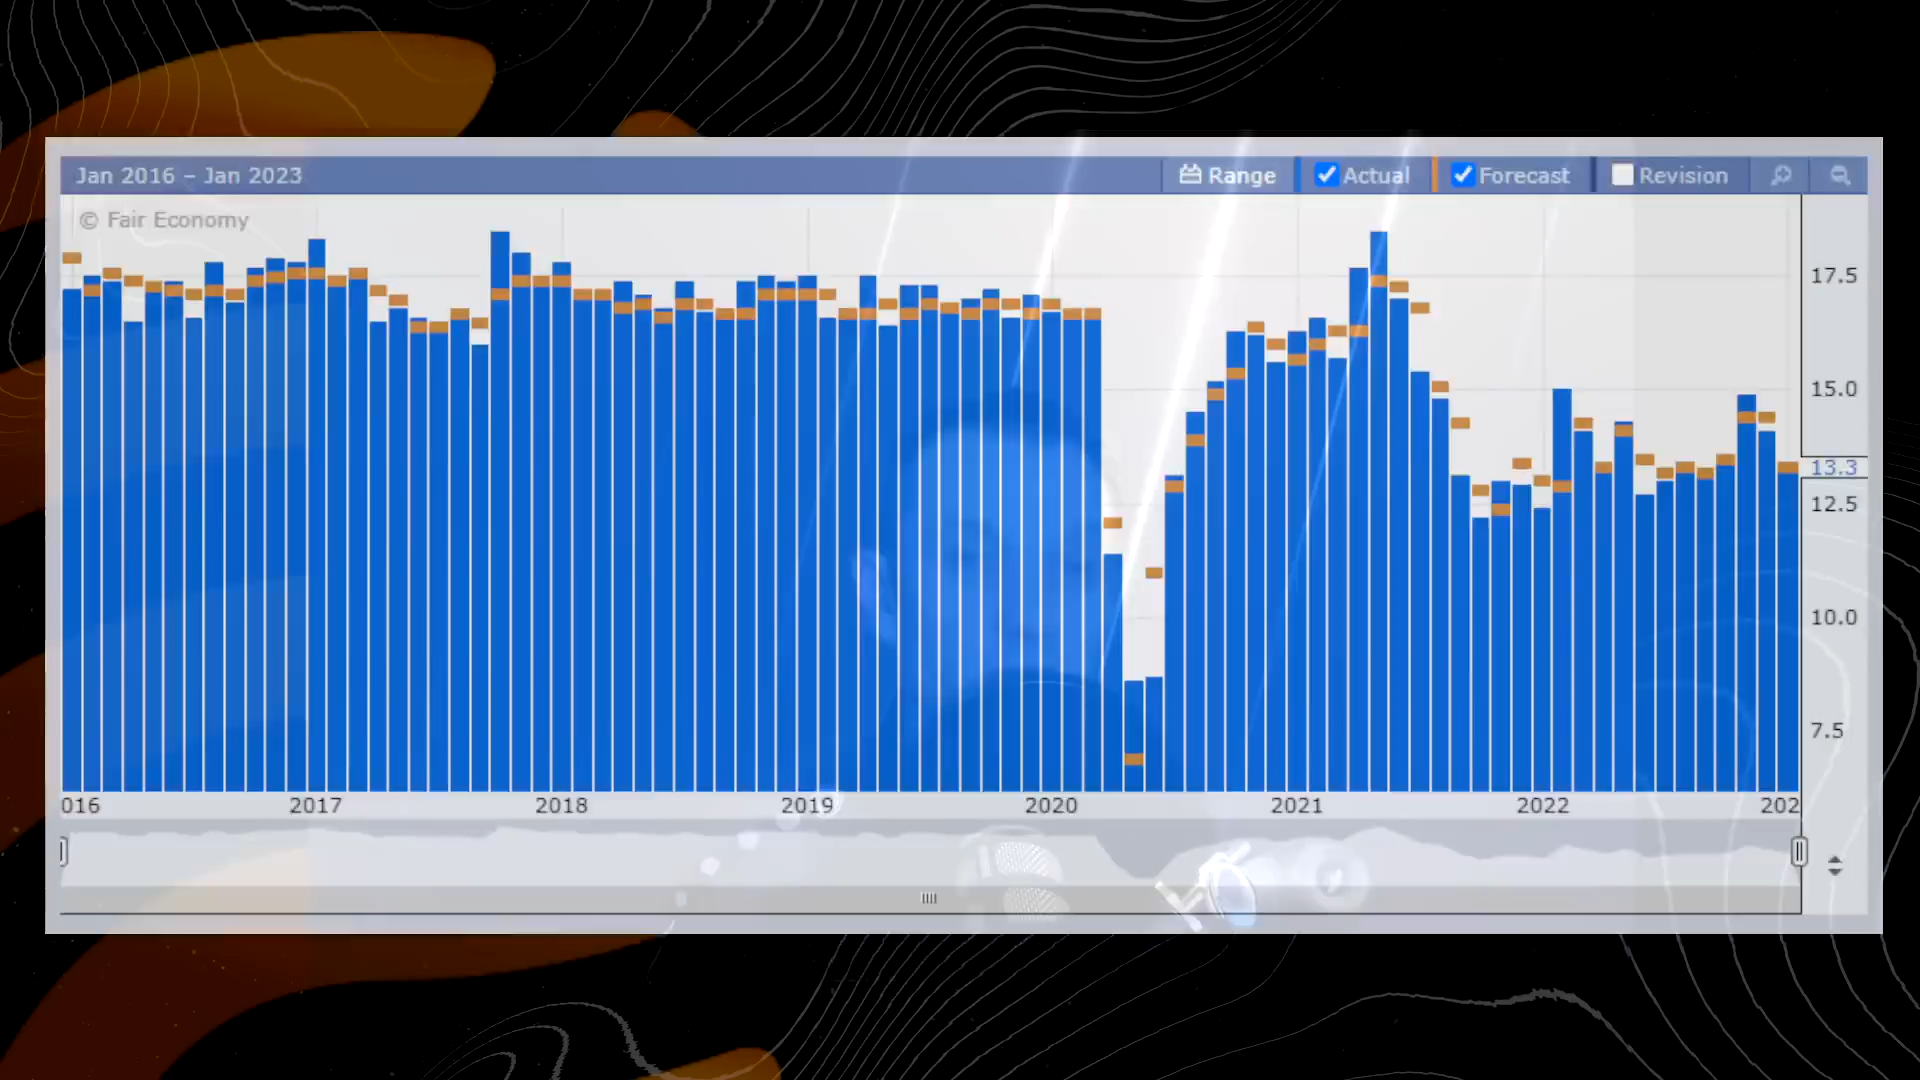 Jan 2016 – Jan 2023 Range Actual Forecast Revision
© Fair Economy
17.5
15.0
13.3
12.5
10.0
7.5
016 2017 2018 2019 2020 2021 2022 202